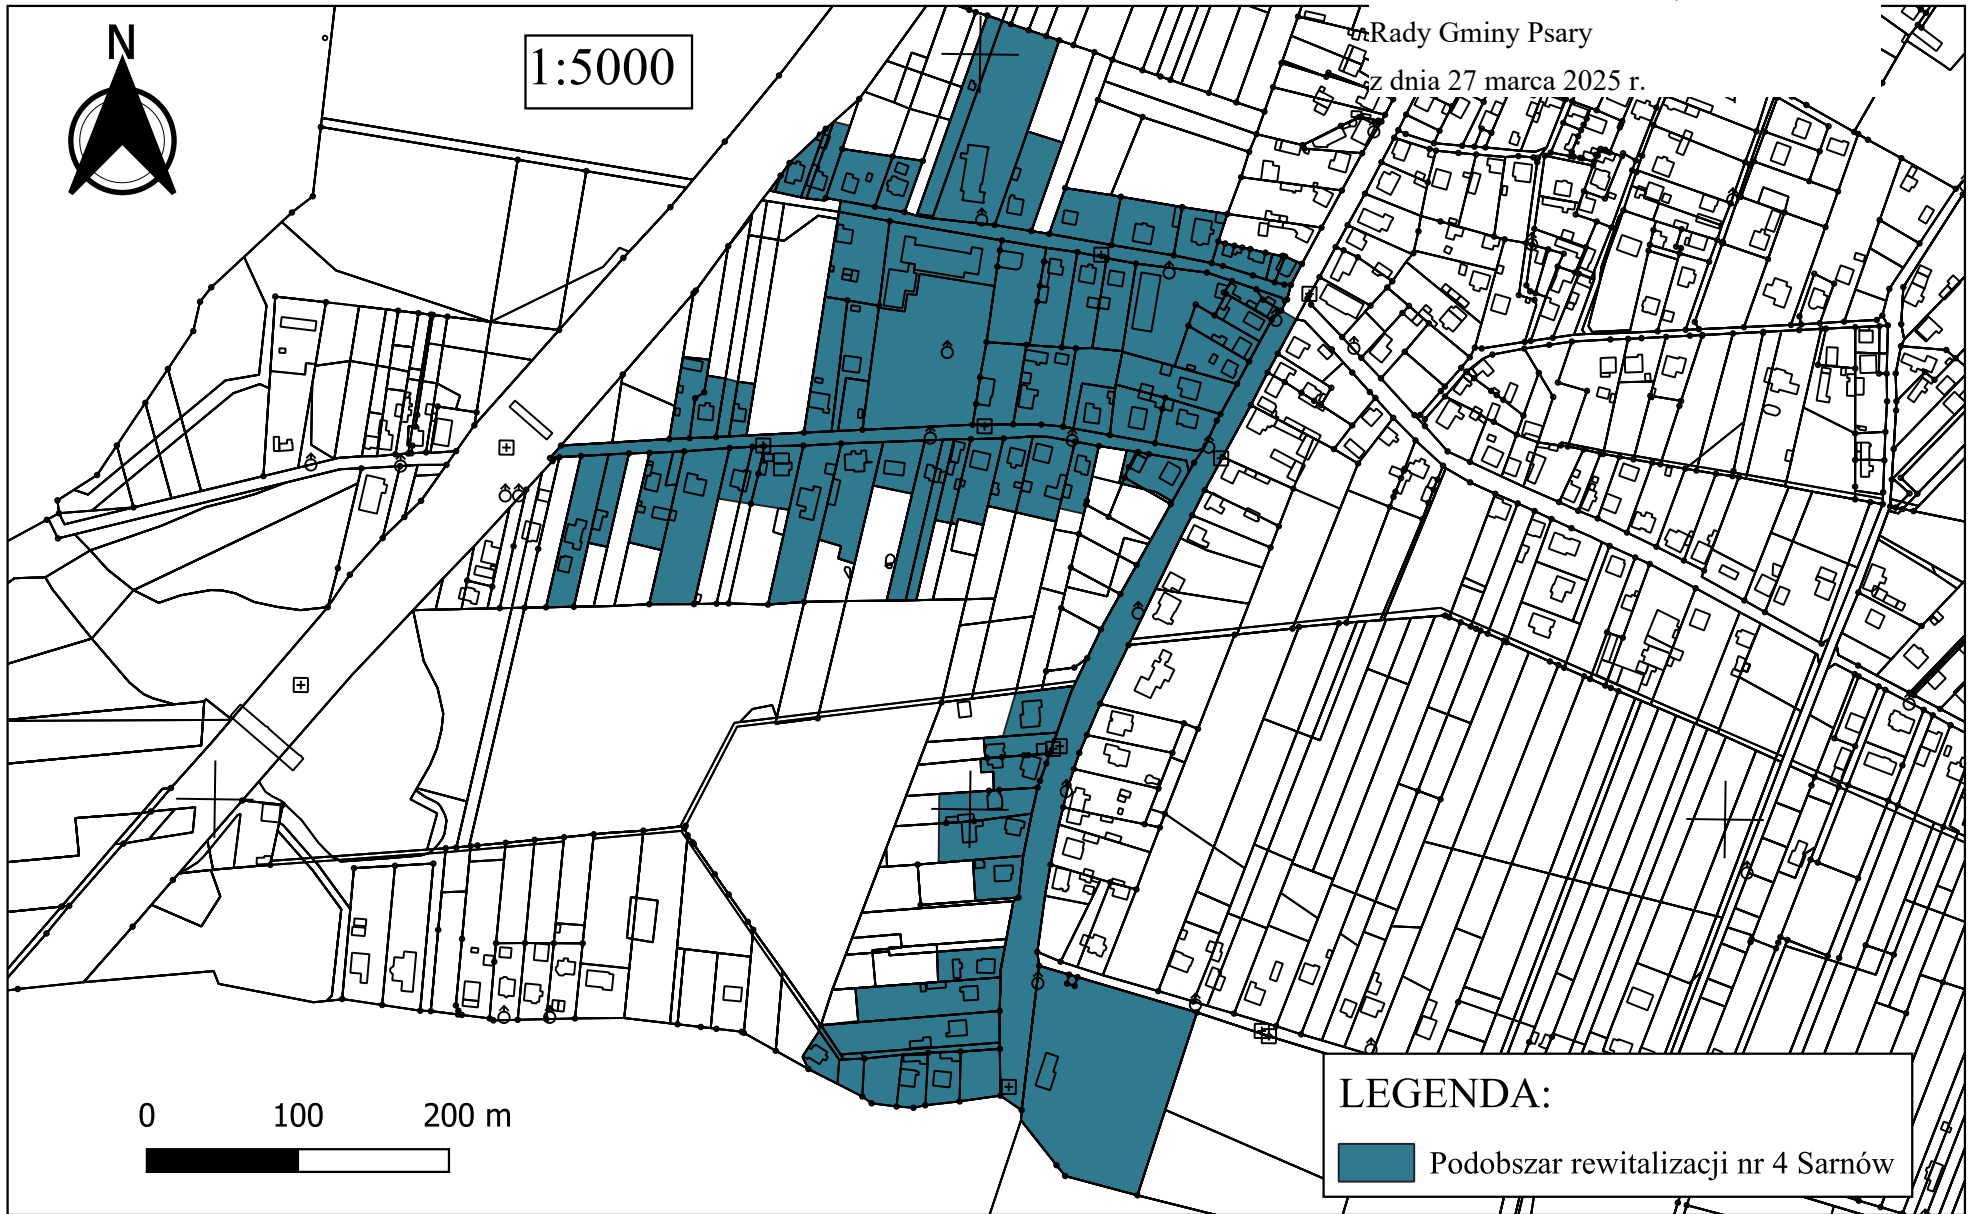 N
1:5000
Rady Gminy Psary
z dnia 27 marca 2025 r.
0 100 200 m
LEGENDA:
Podobszar rewitalizacji nr 4 Sarnów